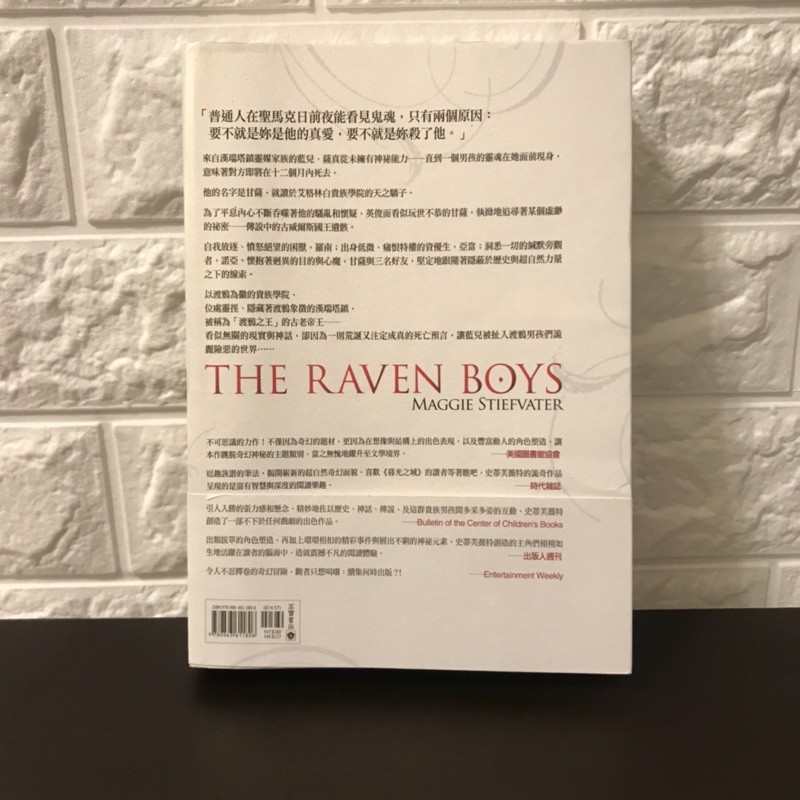 「普通人在聖馬克日前夜能看見鬼魂，只有兩個原因：
要不就是妳是他的真愛，要不就是妳殺了他。」
來自漢瑞塔鎮靈媒家族的藍兒．薩真從未擁有神祕能力——直到一個男孩的靈魂在她面前現身，
意味著對方即將在十二個月內死去。
他的名字是甘薩，就讀於艾格林白貴族學院的天之驕子。
為了平息內心不斷吞噬著他的騷亂和懷疑，英俊而看似玩世不恭的甘薩，執拗地追尋著某個虛渺
的祕密——傳說中的古威爾斯國王遺骸。
自我放逐、憤怒絕望的困獸，羅南；出身低微、痛恨特權的資優生，亞當；洞悉一切的緘默旁觀
者，諾亞。懷抱著迥異的目的與心魔，甘薩與三名好友，堅定地跟隨著隱蔽於歷史與超自然力量
之下的線索。
以渡鴉為徽的貴族學院，
位處靈徑、隱藏著渡鴉象徵的漢瑞塔鎮，
被稱為「渡鴉之王」的古老帝王——
看似無關的現實與神話，卻因為一則荒誕又注定成真的死亡預言，讓藍兒被扯入渡鴉男孩們詭
麗險惡的世界……
THE RAVEN BOYS
MAGGIE STIEFVATER
不可思議的力作！不僅因為奇幻的題材，更因為在想像與結構上的出色表現，以及豐富動人的角色塑造，讓
本作跳脫奇幻神秘的主題類別，當之無愧地躍升至文學境界。 ——美國圖書館協會
逗趣詼諧的筆法，揭開嶄新的超自然奇幻面貌。喜歡《暮光之城》的讀者等著瞧吧，史蒂芙薇特的詭奇作品
呈現的是富有智慧與深度的閱讀樂趣。 ——時代雜誌
引人入勝的張力感和懸念，精妙地佐以歷史、神話、傳說，及這群貴族男孩間多采多姿的互動，史蒂芙薇特
創造了一部不下於任何戲劇的出色作品。 ——Bulletin of the Center of Children's Books
出類拔萃的角色塑造，再加上環環相扣的精彩事件與層出不窮的神祕元素，史蒂芙薇特創造的主角們栩栩如
生地活躍在讀者的腦海中，造就震撼不凡的閱讀體驗。 ——出版人週刊
令人不忍釋卷的奇幻冒險，觀者只想喝嚷：續集何時出版？！ ——Entertainment Weekly